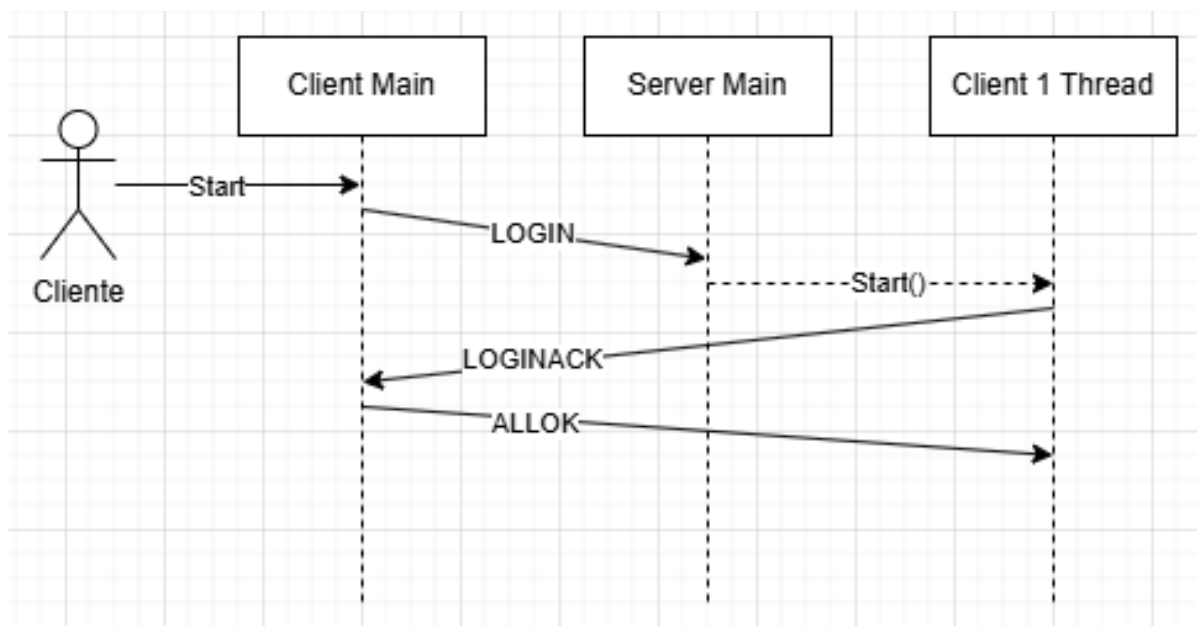 Client Main
Server Main
Client 1 Thread
Start
LOGIN
Start()
Cliente
LOGINACK
ALLOK